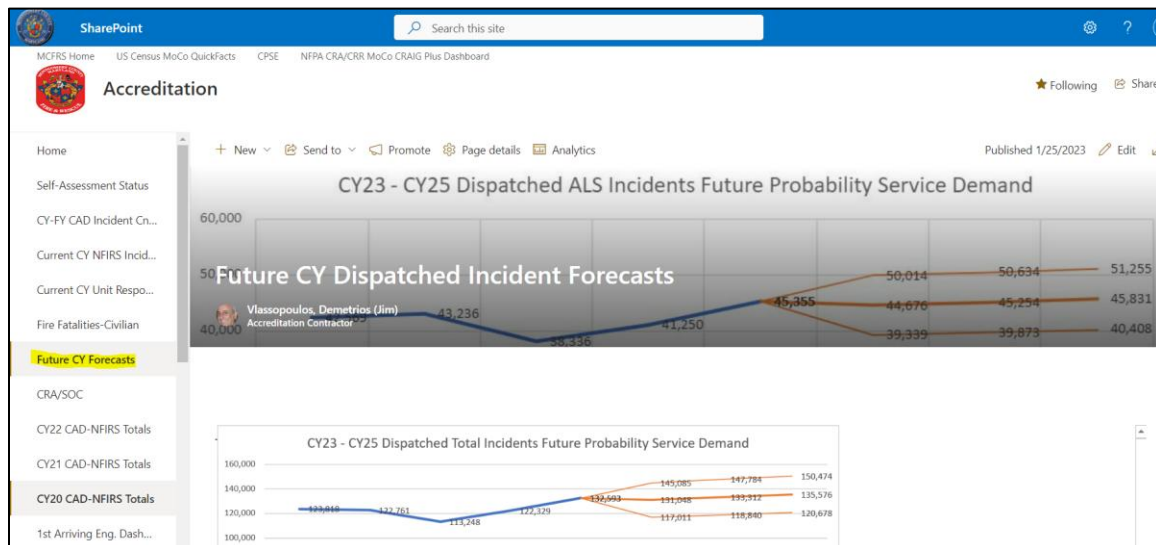 SharePoint
Search this site
?
MCFRS Home US Census MoCo QuickFacts CPSE NFPA CRA/CRR MoCo CRAIG Plus Dashboard
Accreditation
Following Share
Home
Self-Assessment Status
CY-FY CAD Incident Cn...
Current CY NFIRS Incid...
Current CY Unit Respo...
Fire Fatalities-Civilian
Future CY Forecasts
CRA/SOC
CY22 CAD-NFIRS Totals
CY21 CAD-NFIRS Totals
CY20 CAD-NFIRS Totals
1st Arriving Eng. Dash...
New Send to Promote Page details Analytics
Published 1/25/2023 Edit
CY23 - CY25 Dispatched ALS Incidents Future Probability Service Demand
60,000
Future CY Dispatched Incident Forecasts
Vlassopoulos, Demetrios (Jim)
Accreditation Contractor
40,000
43,236
38,336
41,250
45,355
50,014 50,634 51,255
44,676 45,254 45,831
39,339 39,873 40,408
CY23 - CY25 Dispatched Total Incidents Future Probability Service Demand
160,000
140,000
120,000
100,000
123,818 122,761 113,248 122,329 132,593
145,085 147,784 150,474
131,048 133,312 135,576
117,011 118,840 120,678